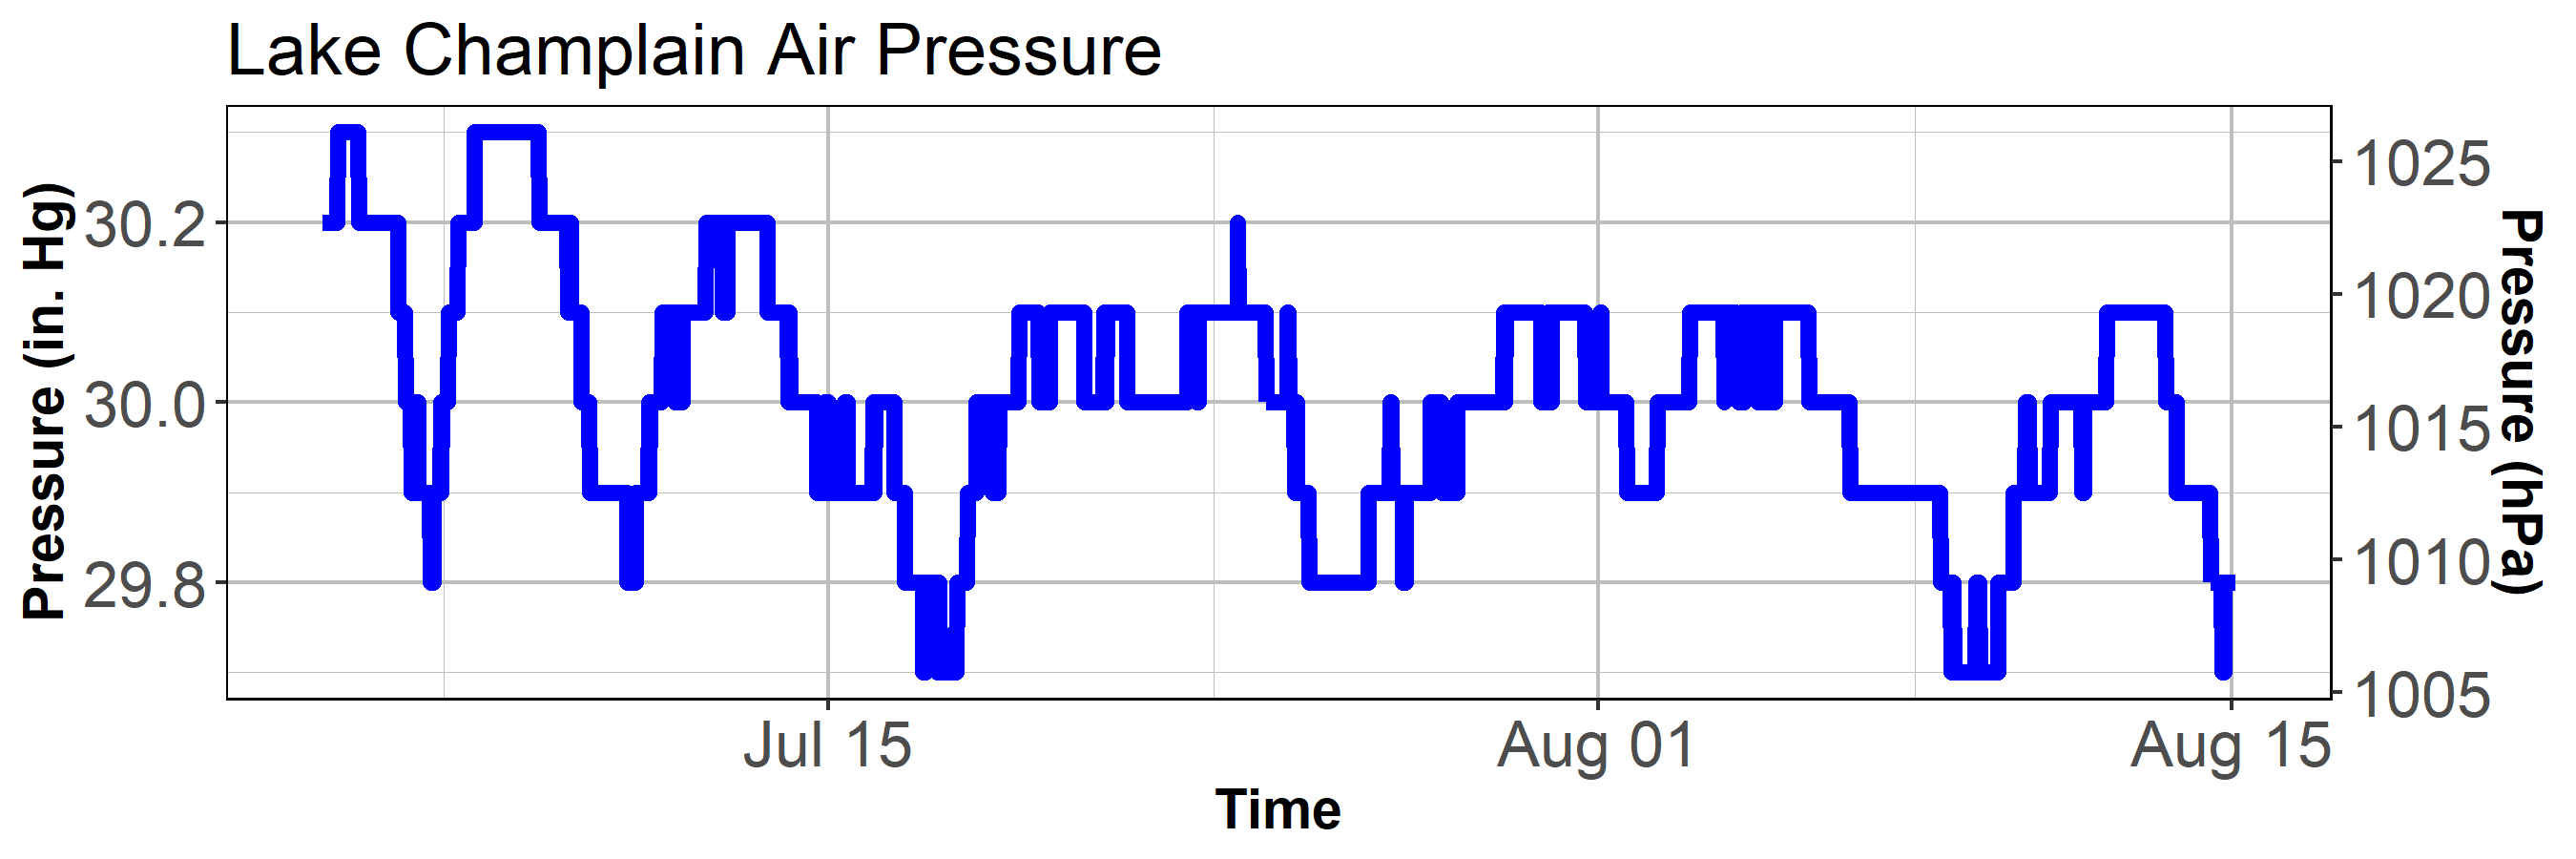 Lake Champlain Air Pressure
Pressure (in. Hg)
30.2
30.0
29.8
1025
1020
1015
1010
1005
Pressure (hPa)
Jul 15
Aug 01
Aug 15
Time